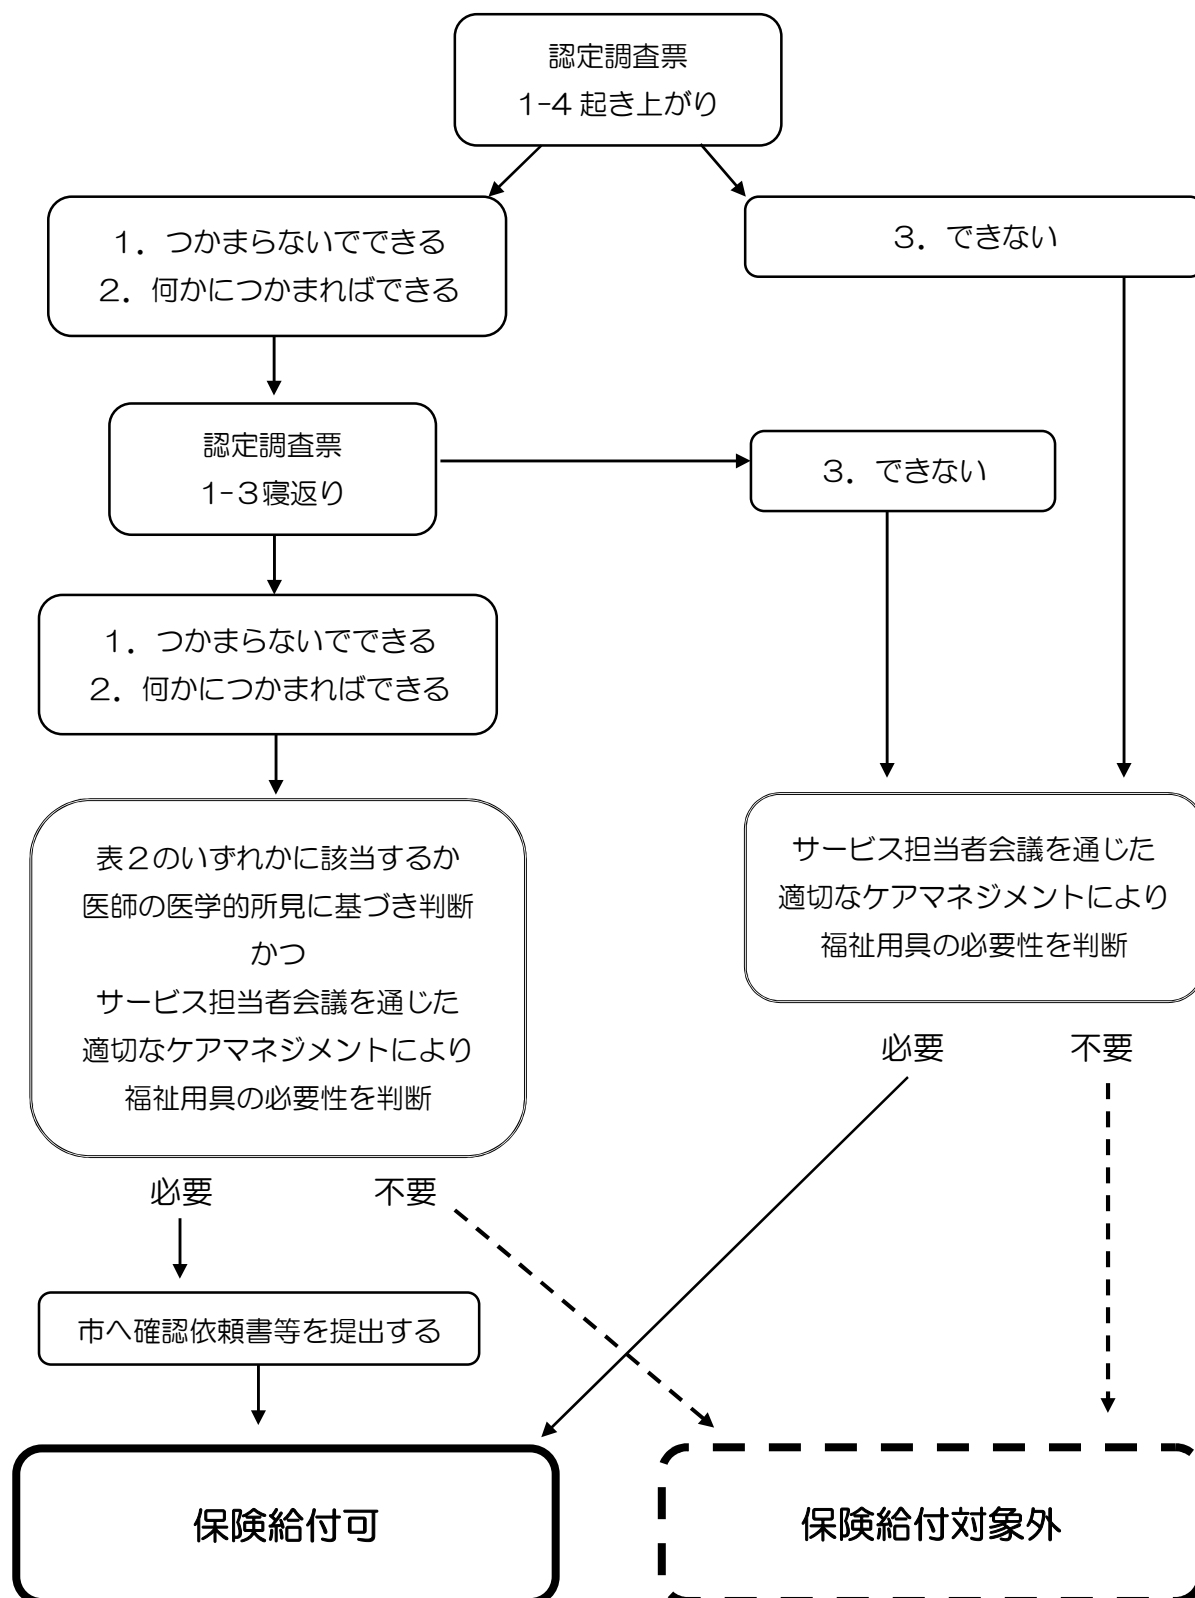 認定調査票
1-4 起き上がり
1．つかまらないでできる
2．何かにつかまればできる
3．できない
認定調査票
1-3寝返り
3．できない
1．つかまらないでできる
2．何かにつかまればできる
表2のいずれかに該当するか
医師の医学的所見に基づき判断
かつ
サービス担当者会議を通じた
適切なケアマネジメントにより
福祉用具の必要性を判断
サービス担当者会議を通じた
適切なケアマネジメントにより
福祉用具の必要性を判断
必要
不要
必要
不要
市へ確認依頼書等を提出する
保険給付可
保険給付対象外